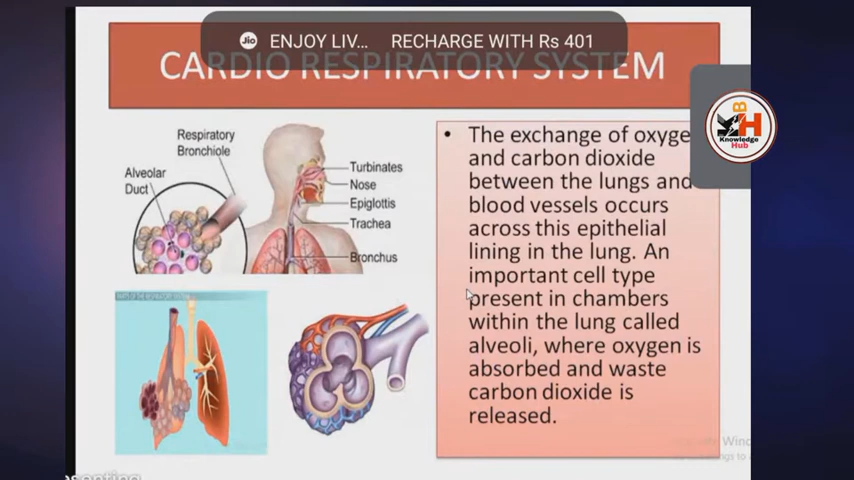 Jio ENJOY LIV... RECHARGE WITH Rs 401
CARDIO RESPIRATORY SYSTEM
B
H
Knowledge
Hub
Respiratory
Bronchiole
Alveolar
Duct
Turbinates
Nose
Epiglottis
Trachea
Bronchus
• The exchange of oxyge
and carbon dioxide
between the lungs and
blood vessels occurs
across this epithelial
lining in the lung. An
important cell type
present in chambers
within the lung called
alveoli, where oxygen is
absorbed and waste
carbon dioxide is
released.